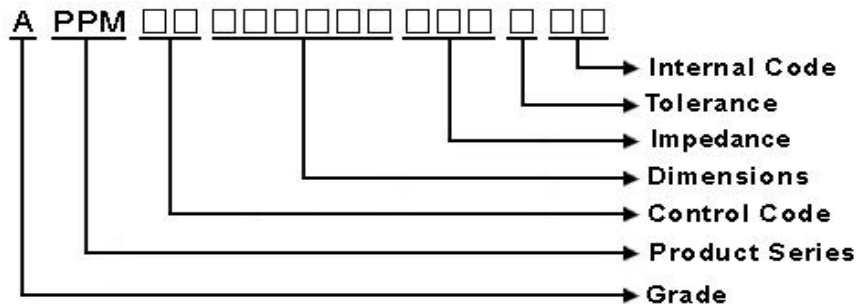 A PPM □□ □□□□□□ □□□ □ □□
Internal Code
Tolerance
Impedance
Dimensions
Control Code
Product Series
Grade